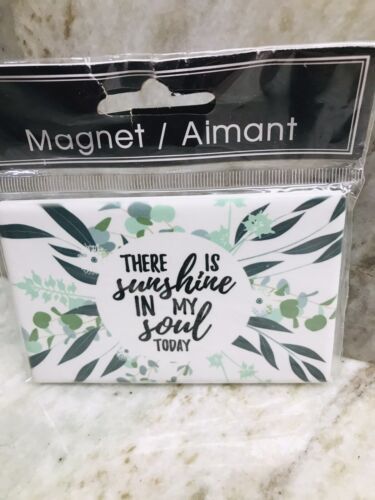 Magnet / Aimant
THERE IS
sunshine
IN MY
soul
TODAY